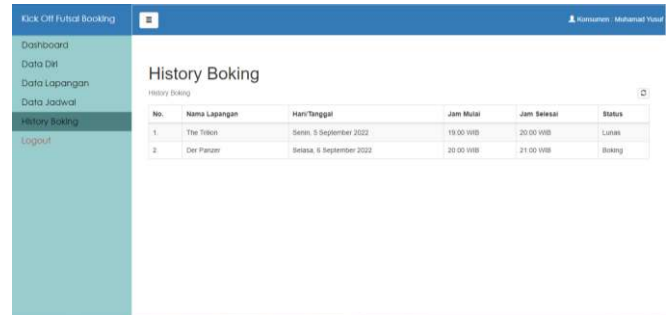 Kick Off Futsal Booking
Konsumen : Mohamad Yusuf
Dashboard
Data Diri
Data Lapangan
Data Jadwal
History Boking
Logout
History Boking
History Boking
No. Nama Lapangan Hari/Tanggal Jam Mulai Jam Selesai Status
1. The Trilion Senin, 5 September 2022 19:00 WIB 20:00 WIB Lunas
2. Der Panzer Selasa, 6 September 2022 20:00 WIB 21:00 WIB Boking